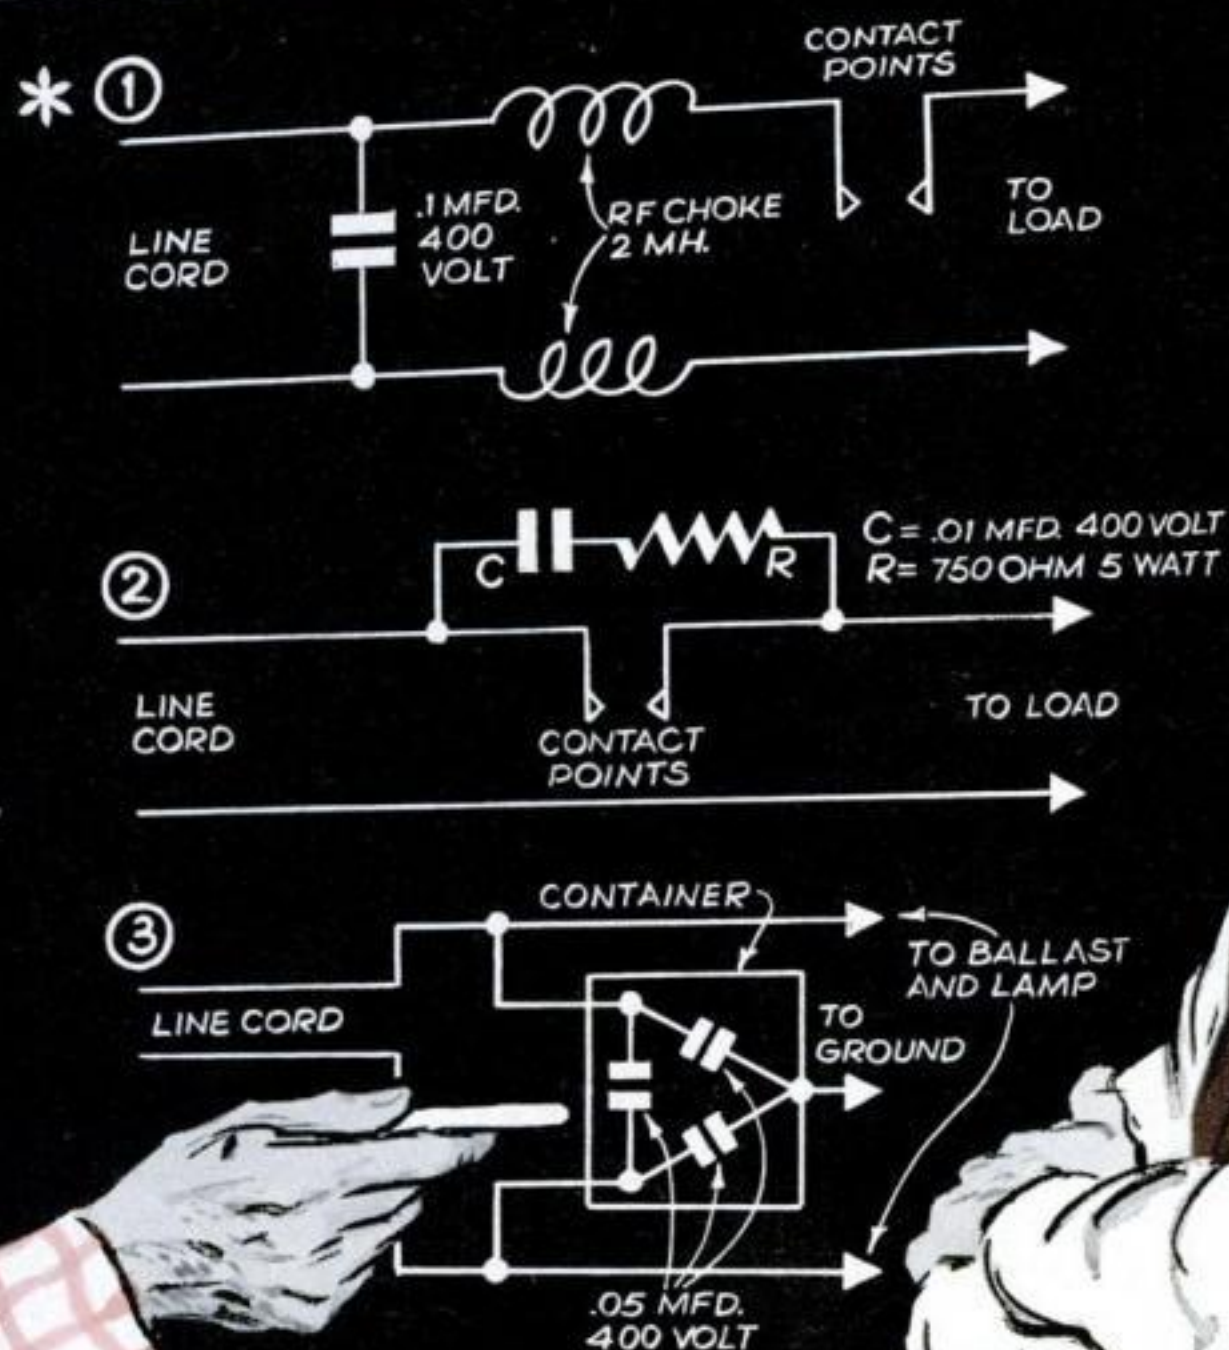 * 1
CONTACT
POINTS
LINE
CORD
.1 MFD.
400
VOLT
RF CHOKE
2 MH.
TO
LOAD
2
C
R
C = .01 MFD. 400 VOLT
R = 750 OHM 5 WATT
LINE
CORD
CONTACT
POINTS
TO LOAD
3
CONTAINER
LINE CORD
TO BALLAST
AND LAMP
TO
GROUND
.05 MFD.
400 VOLT